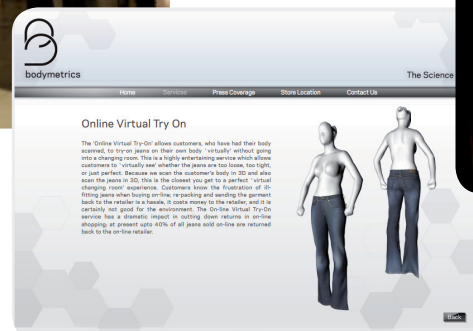 bodymetrics
The Science
Home Services Press Coverage Store Location Contact Us
Online Virtual Try On
The 'Online Virtual Try-On' allows customers, who have had their body
scanned, to try-on jeans on their own body 'virtually' without going
into a changing room. This is a highly entertaining service which allows
customers to 'virtually see' whether the jeans are too loose, too tight,
or just perfect. Because we scan the customer's body in 3D and also
scan the jeans in 3D, this is the closest you get to a perfect 'virtual
changing room' experience. Customers know the frustration of ill-
fitting jeans when buying on-line; re-packing and sending the garment
back to the retailer is a hassle, it costs money to the retailer, and it is
certainly not good for the environment. The On-line Virtual Try-On
service has a dramatic impact in cutting down returns in on-line
shopping; at present upto 40% of all jeans sold on-line are returned
back to the on-line retailer.
Back